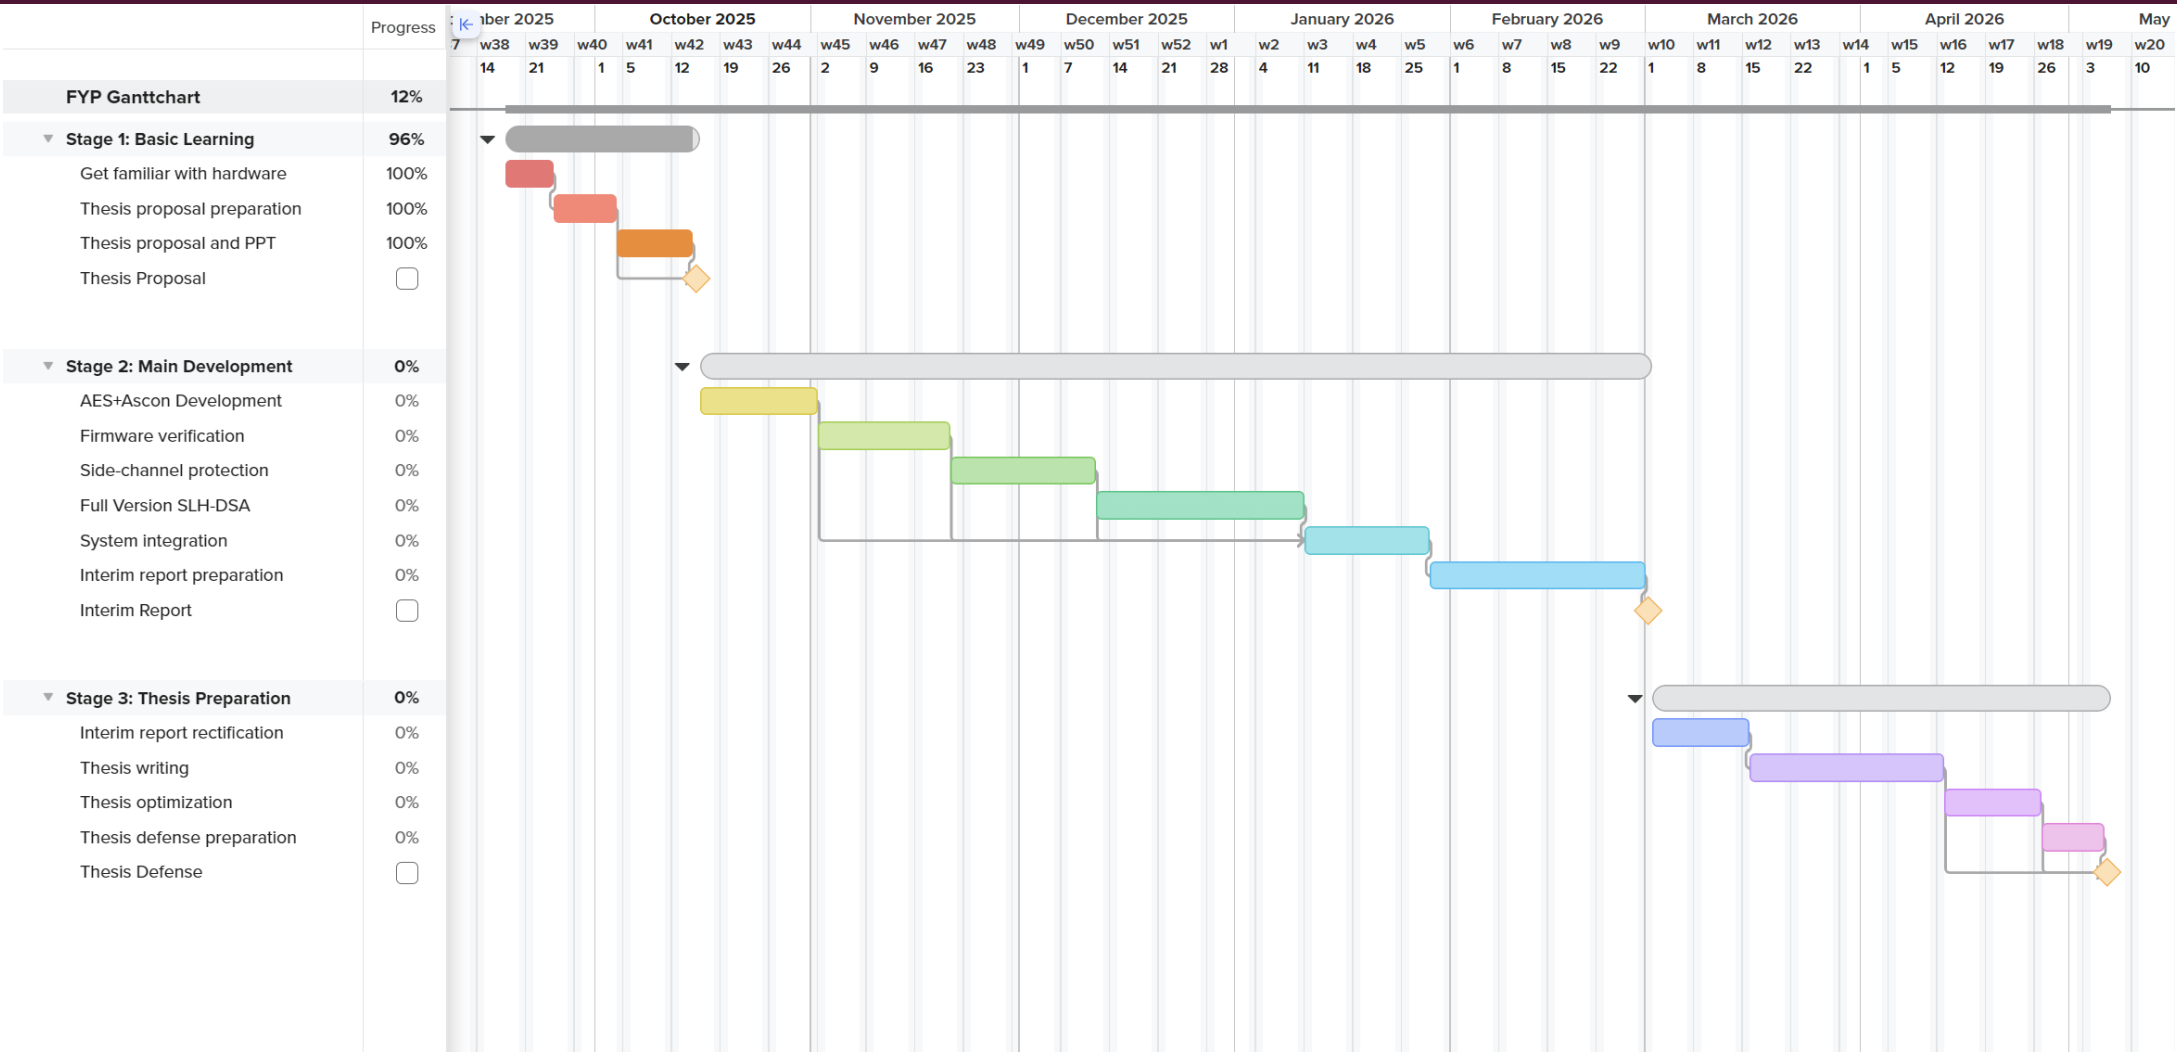 Progress
mber 2025 October 2025 November 2025 December 2025 January 2026 February 2026 March 2026 April 2026 May
7 w38 w39 w40 w41 w42 w43 w44 w45 w46 w47 w48 w49 w50 w51 w52 w1 w2 w3 w4 w5 w6 w7 w8 w9 w10 w11 w12 w13 w14 w15 w16 w17 w18 w19 w20
14 21 1 5 12 19 26 2 9 16 23 1 7 14 21 28 4 11 18 25 1 8 15 22 1 8 15 22 1 5 12 19 26 3 10
FYP Ganttchart 12%
Stage 1: Basic Learning 96%
Get familiar with hardware 100%
Thesis proposal preparation 100%
Thesis proposal and PPT 100%
Thesis Proposal
Stage 2: Main Development 0%
AES+Ascon Development 0%
Firmware verification 0%
Side-channel protection 0%
Full Version SLH-DSA 0%
System integration 0%
Interim report preparation 0%
Interim Report
Stage 3: Thesis Preparation 0%
Interim report rectification 0%
Thesis writing 0%
Thesis optimization 0%
Thesis defense preparation 0%
Thesis Defense